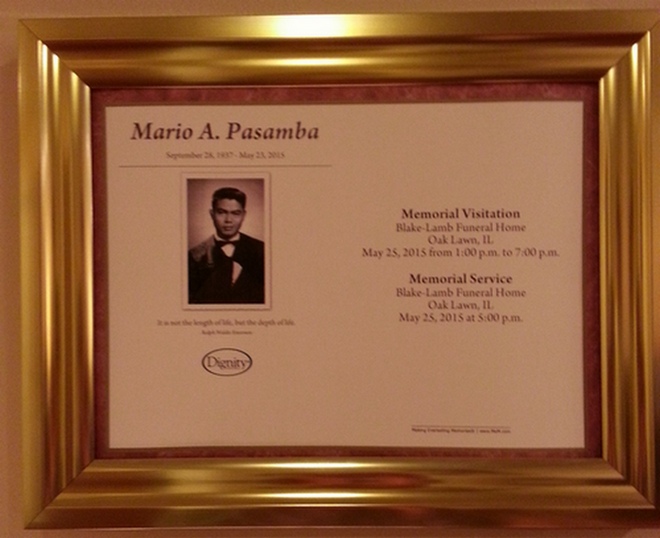 Mario A. Pasamba
September 28, 1937 - May 23, 2015
It is not the length of life, but the depth of life.
- Ralph Waldo Emerson
Dignity
Memorial Visitation
Blake-Lamb Funeral Home
Oak Lawn, IL
May 25, 2015 from 1:00 p.m. to 7:00 p.m.
Memorial Service
Blake-Lamb Funeral Home
Oak Lawn, IL
May 25, 2015 at 5:00 p.m.